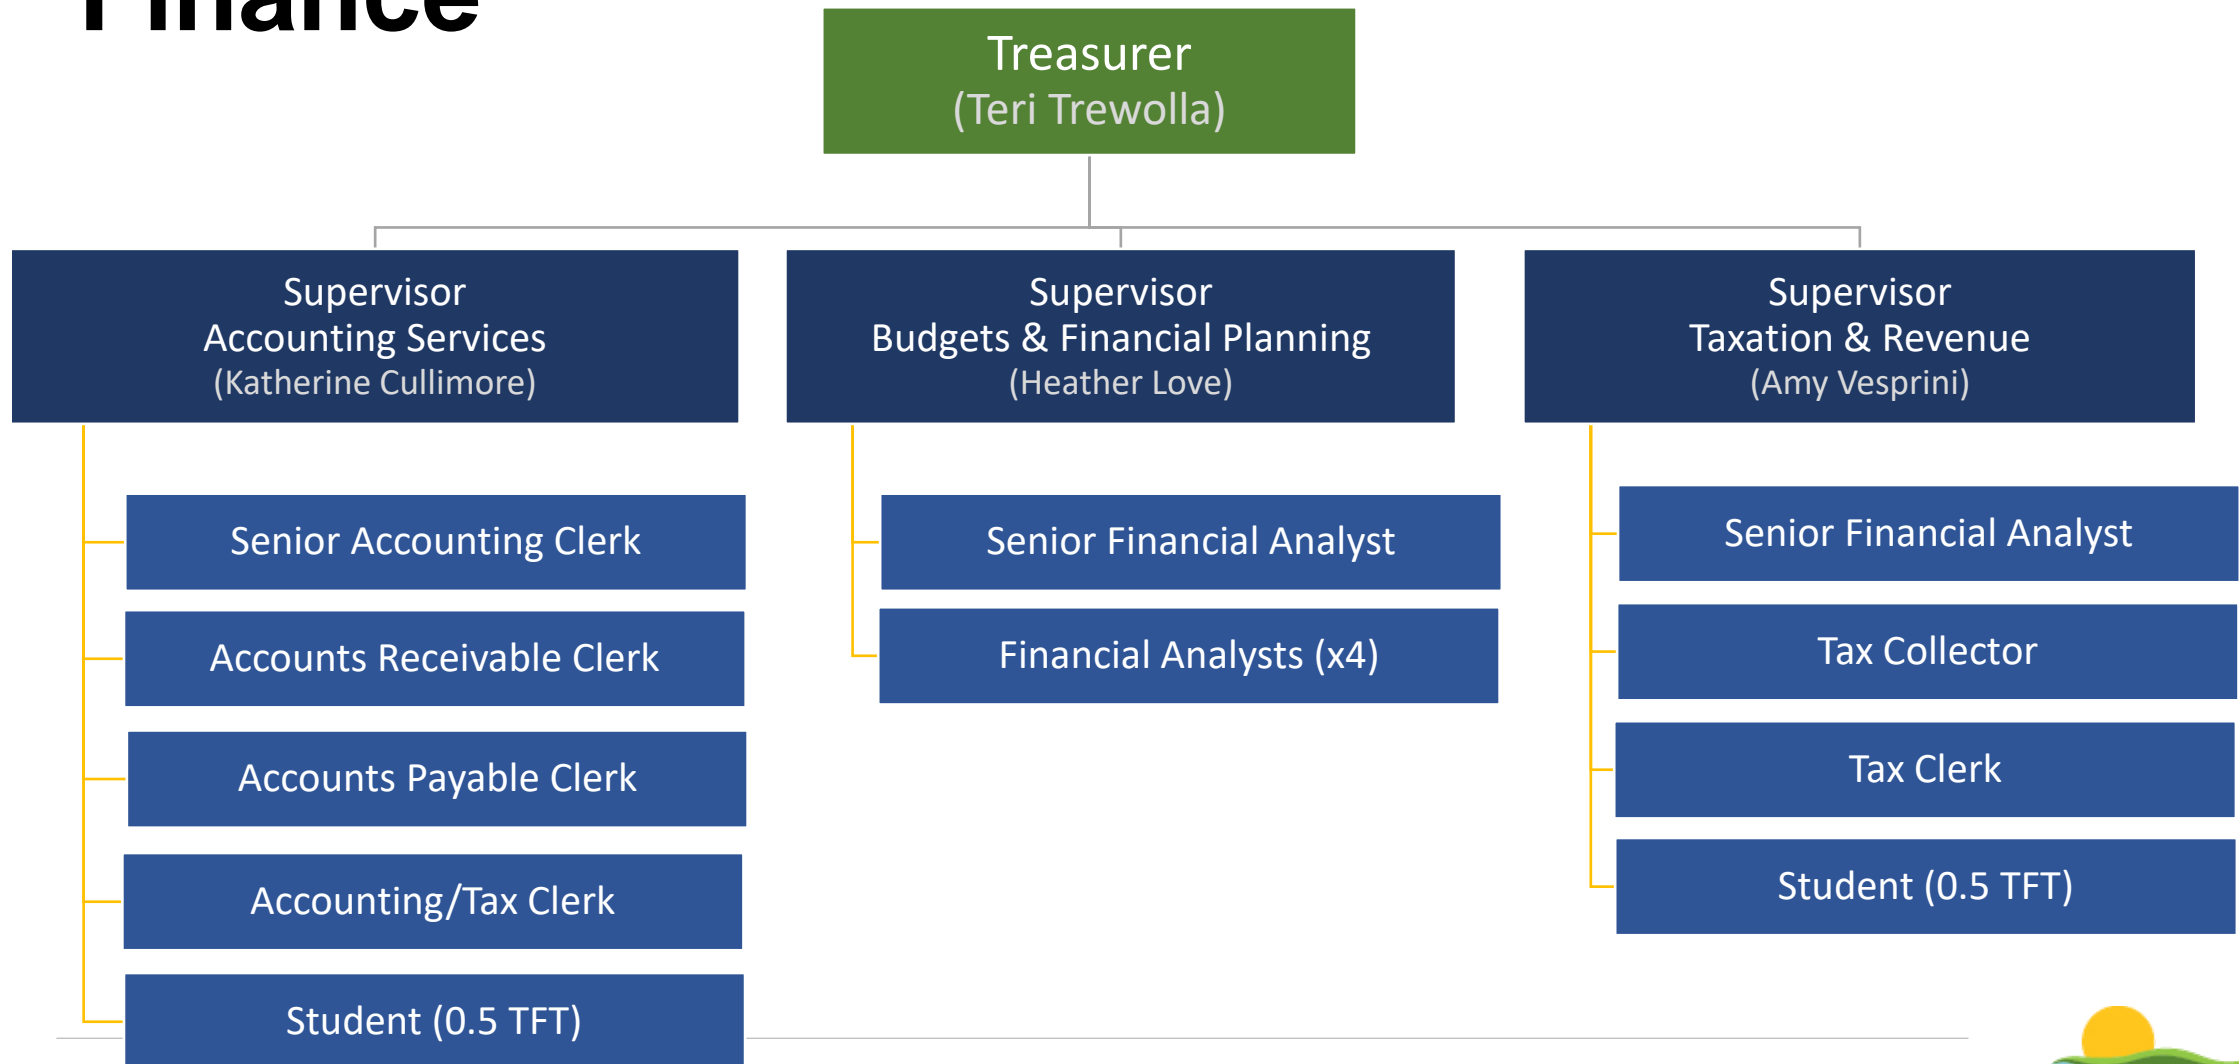 Finance
Treasurer
(Teri Trewolla)
Supervisor
Accounting Services
(Katherine Cullimore)
Supervisor
Budgets & Financial Planning
(Heather Love)
Supervisor
Taxation & Revenue
(Amy Vesprini)
Senior Accounting Clerk
Accounts Receivable Clerk
Accounts Payable Clerk
Accounting/Tax Clerk
Student (0.5 TFT)
Senior Financial Analyst
Financial Analysts (x4)
Senior Financial Analyst
Tax Collector
Tax Clerk
Student (0.5 TFT)